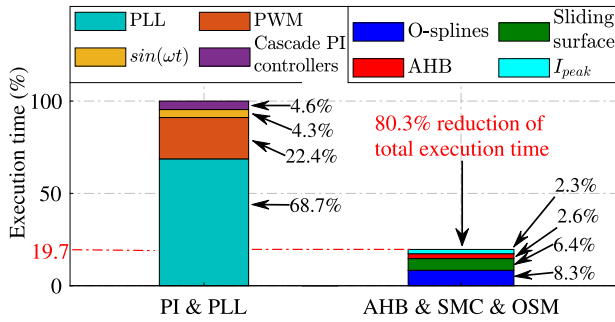 PLL
PWM
sin(ωt)
Cascade PI
controllers
O-splines
Sliding
surface
AHB
I_peak
Execution time (%)
100
50
19.7
0
4.6%
4.3%
22.4%
68.7%
80.3% reduction of
total execution time
2.3%
2.6%
6.4%
8.3%
PI & PLL
AHB & SMC & OSM